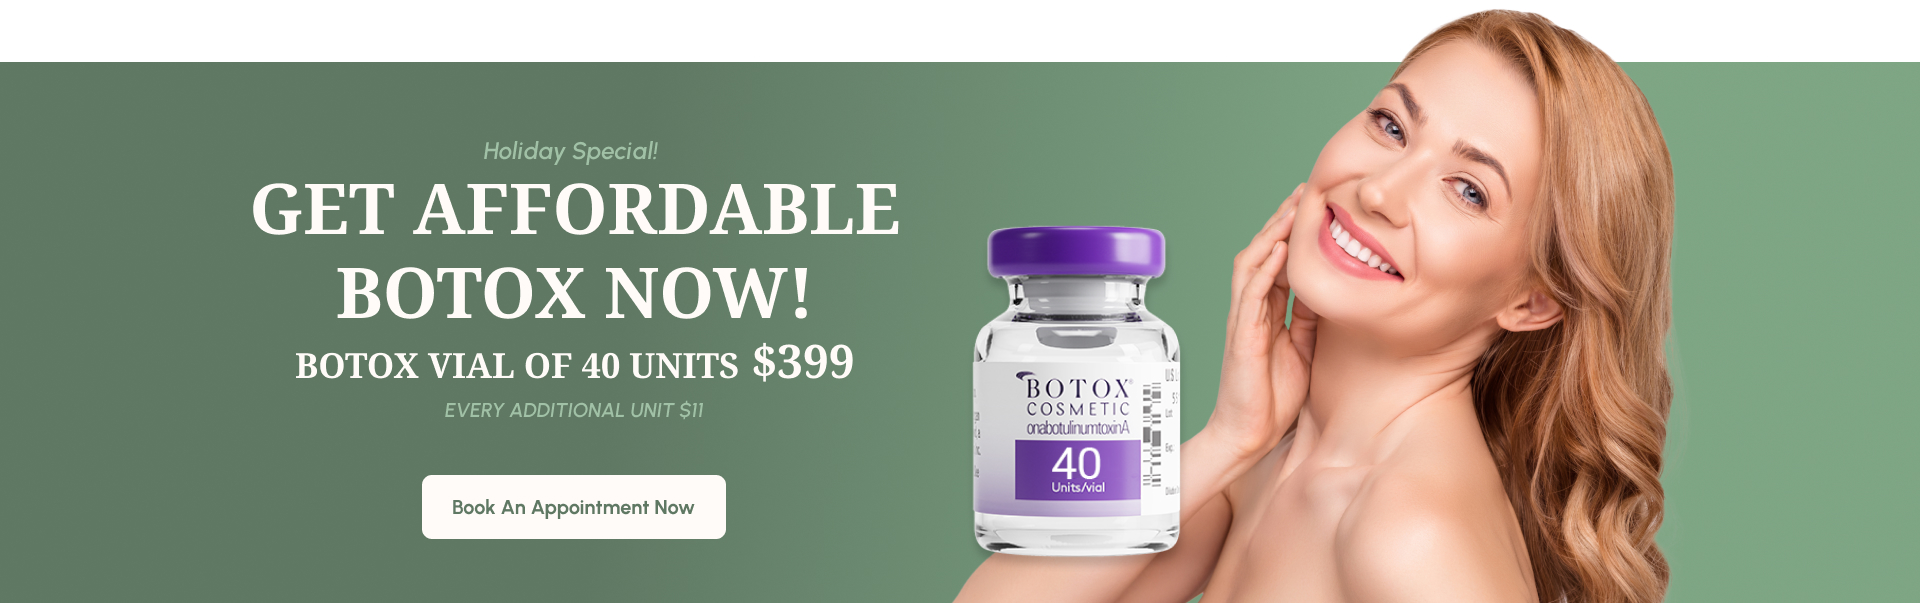 Holiday Special!
GET AFFORDABLE
BOTOX NOW!
BOTOX VIAL OF 40 UNITS $399
EVERY ADDITIONAL UNIT $11
Book An Appointment Now
BOTOX®
COSMETIC
onabotulinumtoxinA
40
Units/vial